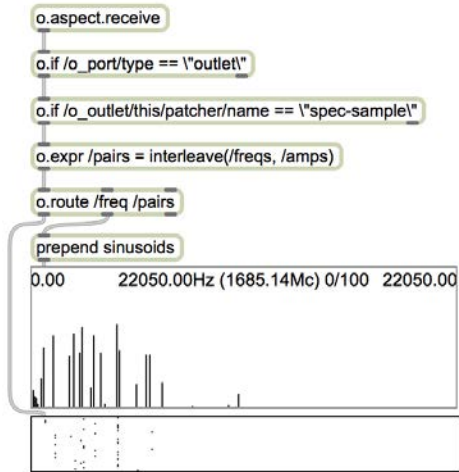 o.aspect.receive
o.if /o_port/type == \"outlet\"
o.if /o_outlet/this/patcher/name == \"spec-sample\"
o.expr /pairs = interleave(/freqs, /amps)
o.route /freq /pairs
prepend sinusoids
0.00 22050.00Hz (1685.14Mc) 0/100 22050.00